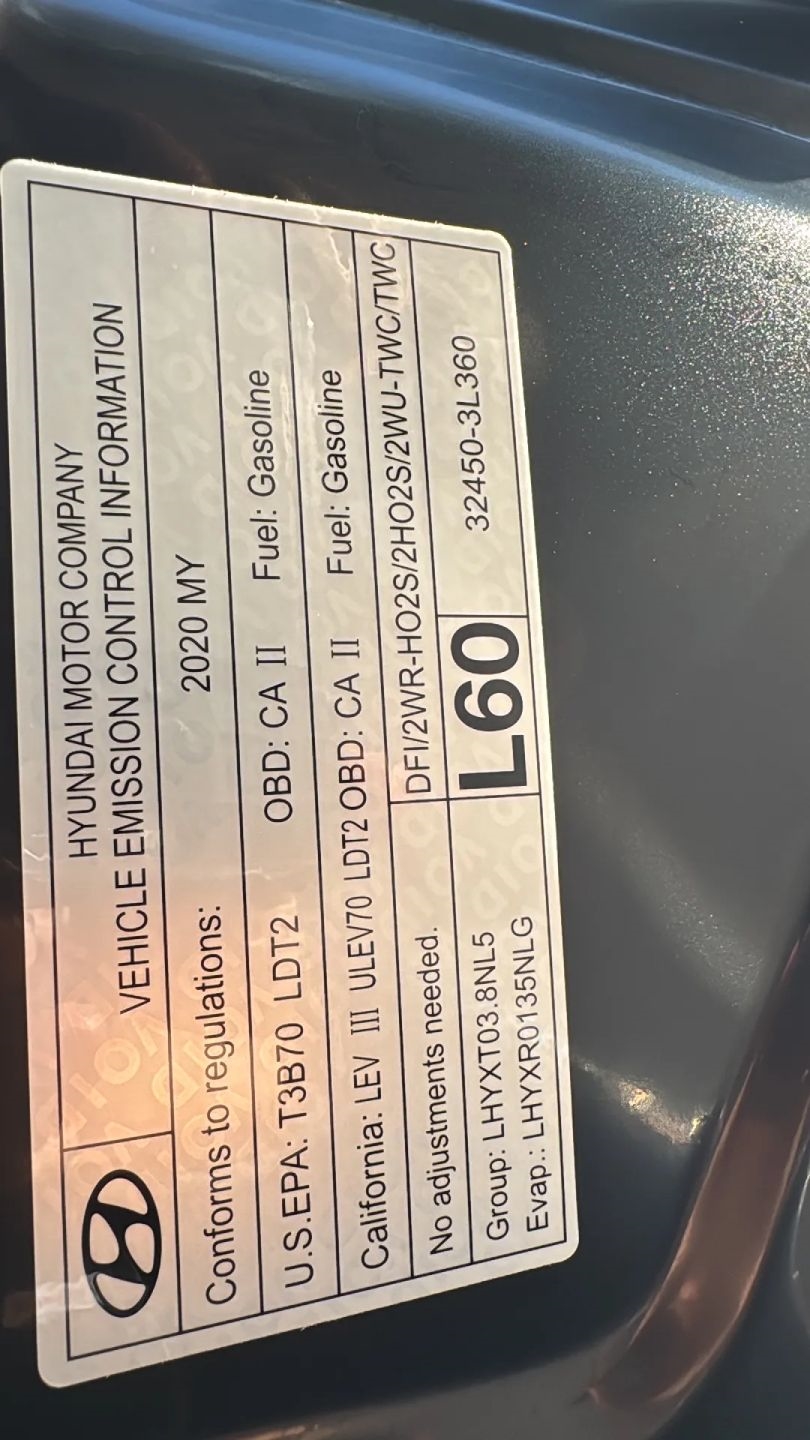 HYUNDAI MOTOR COMPANY
VEHICLE EMISSION CONTROL INFORMATION
Conforms to regulations: 2020 MY
U.S.EPA: T3B70 LDT2 OBD: CA II Fuel: Gasoline
California: LEV III ULEV70 LDT2 OBD: CA II Fuel: Gasoline
No adjustments needed. DFI/2WR-HO2S/2HO2S/2WU-TWC/TWC
Group: LHYXT03.8NL5
Evap.: LHYXR0135NLG
L60
32450-3L360